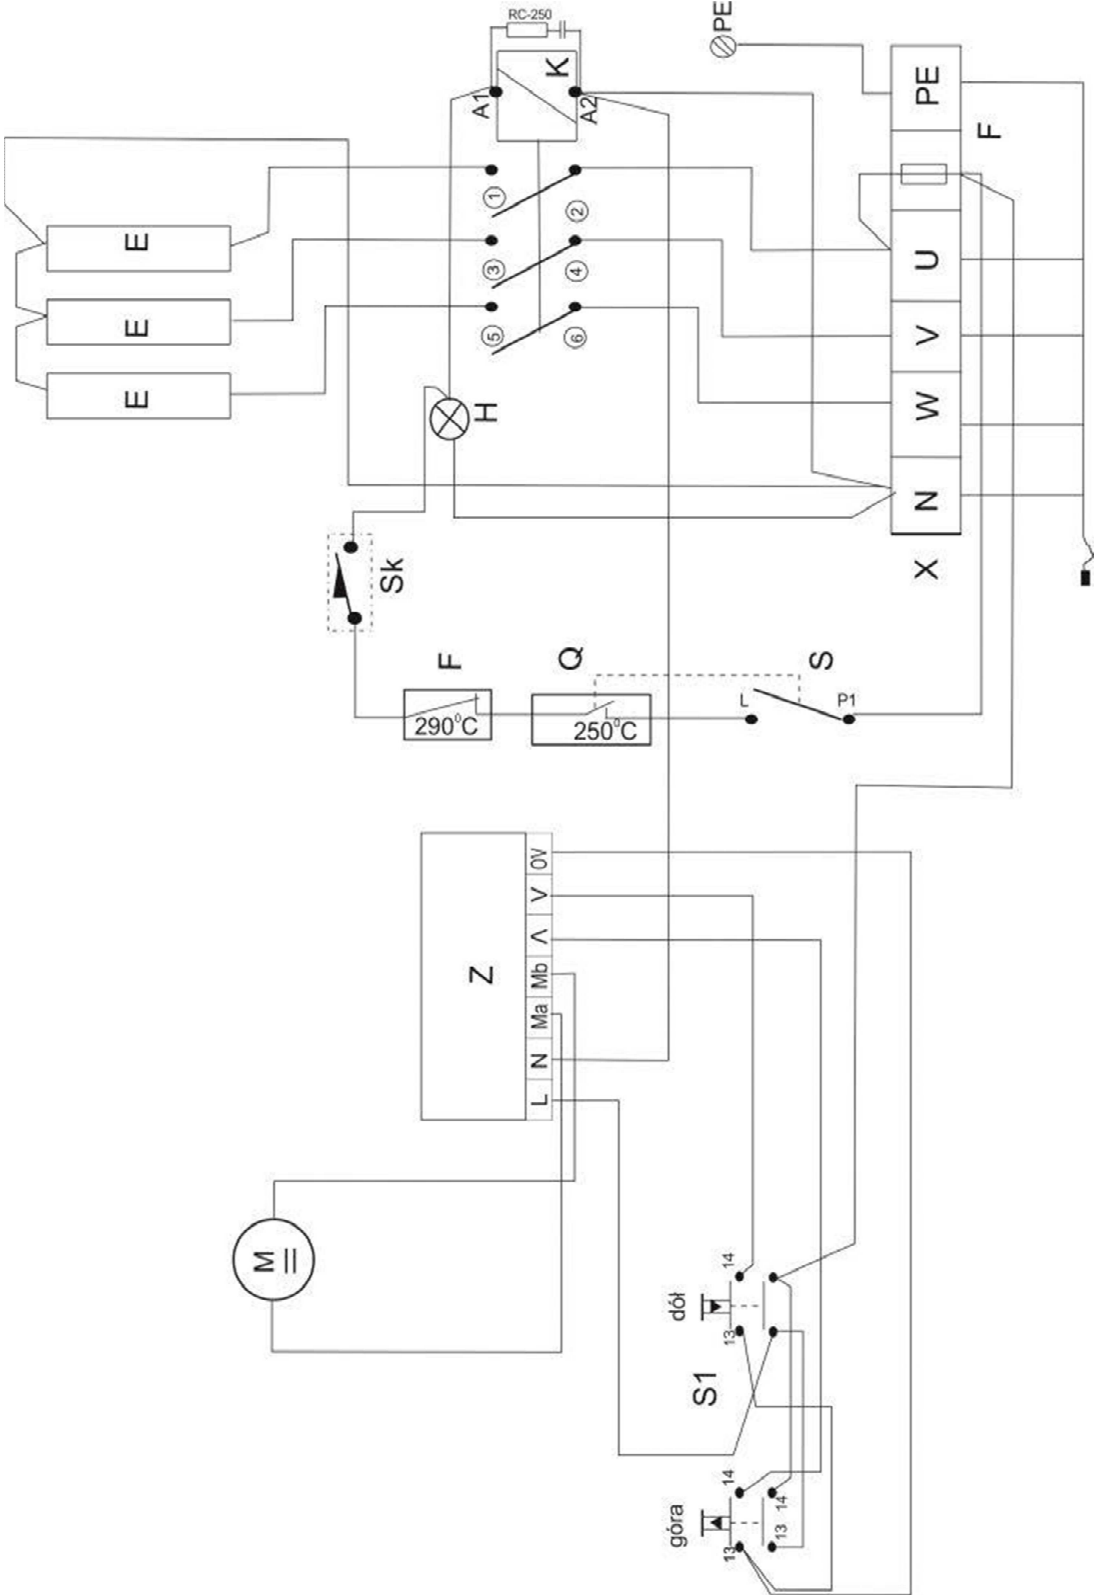 RC-250
K
A1
A2
PE
PE
F
U
V
W
N
X
E
E
E
1
2
3
4
5
6
H
Sk
F
290°C
Q
250°C
S
L
P1
Z
L
N
Ma
Mb
Λ
V
0V
M
S1
dół
13
14
góra
13
14
13
14